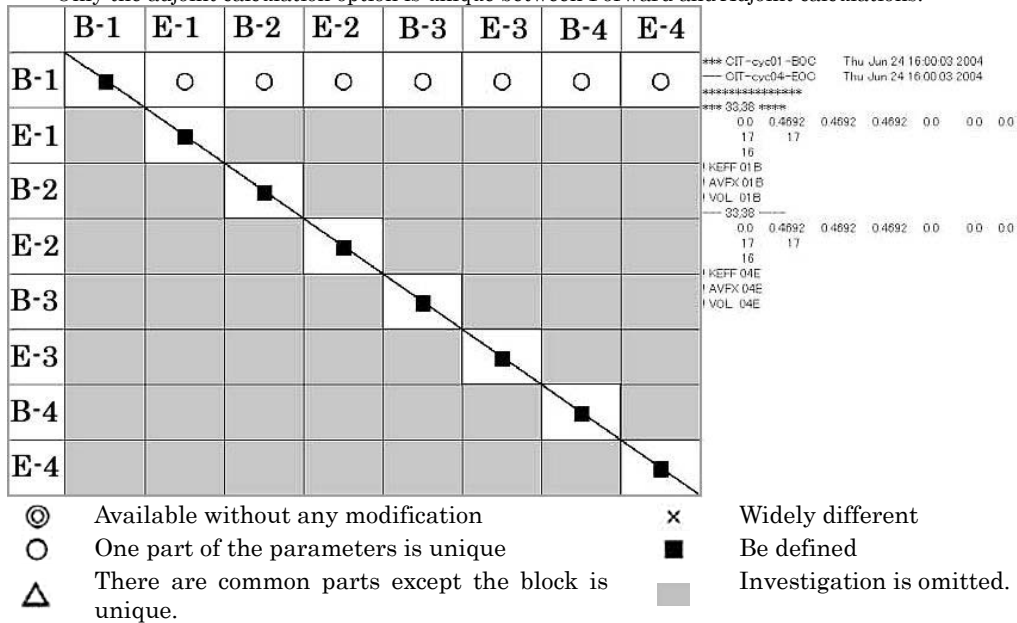 Only the adjoint calculation option is unique between Forward and Adjoint calculations.
B-1 E-1 B-2 E-2 B-3 E-3 B-4 E-4
B-1
E-1
B-2
E-2
B-3
E-3
B-4
E-4
*** CIT-cyc01-BOC Thu Jun 24 16:00:03 2004
--- CIT-cyc04-EOC Thu Jun 24 16:00:03 2004
***************
*** 33,38 ****
0.0 0.4692 0.4692 0.4692 0.0 0.0 0.0
17 17
16
! KEFF 01B
! AVFX 01B
! VOL 01B
--- 33,38 ----
0.0 0.4692 0.4692 0.4692 0.0 0.0 0.0
17 17
16
! KEFF 04E
! AVFX 04E
! VOL 04E
◎ Available without any modification
○ One part of the parameters is unique
△ There are common parts except the block is
unique.
× Widely different
■ Be defined
Investigation is omitted.